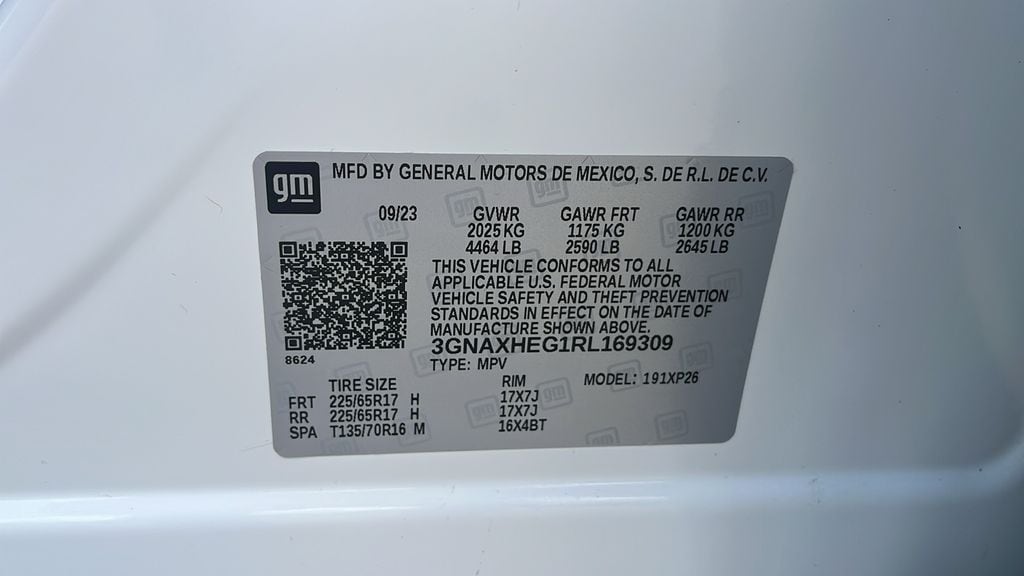 gm MFD BY GENERAL MOTORS DE MEXICO, S. DE R.L. DE C.V.
09/23 GVWR GAWR FRT GAWR RR
2025 KG 1175 KG 1200 KG
4464 LB 2590 LB 2645 LB
THIS VEHICLE CONFORMS TO ALL
APPLICABLE U.S. FEDERAL MOTOR
VEHICLE SAFETY AND THEFT PREVENTION
STANDARDS IN EFFECT ON THE DATE OF
MANUFACTURE SHOWN ABOVE.
3GNAXHEG1RL169309
8624
TYPE: MPV
TIRE SIZE RIM MODEL: 191XP26
FRT 225/65R17 H 17X7J
RR 225/65R17 H 17X7J
SPA T135/70R16 M 16X4BT